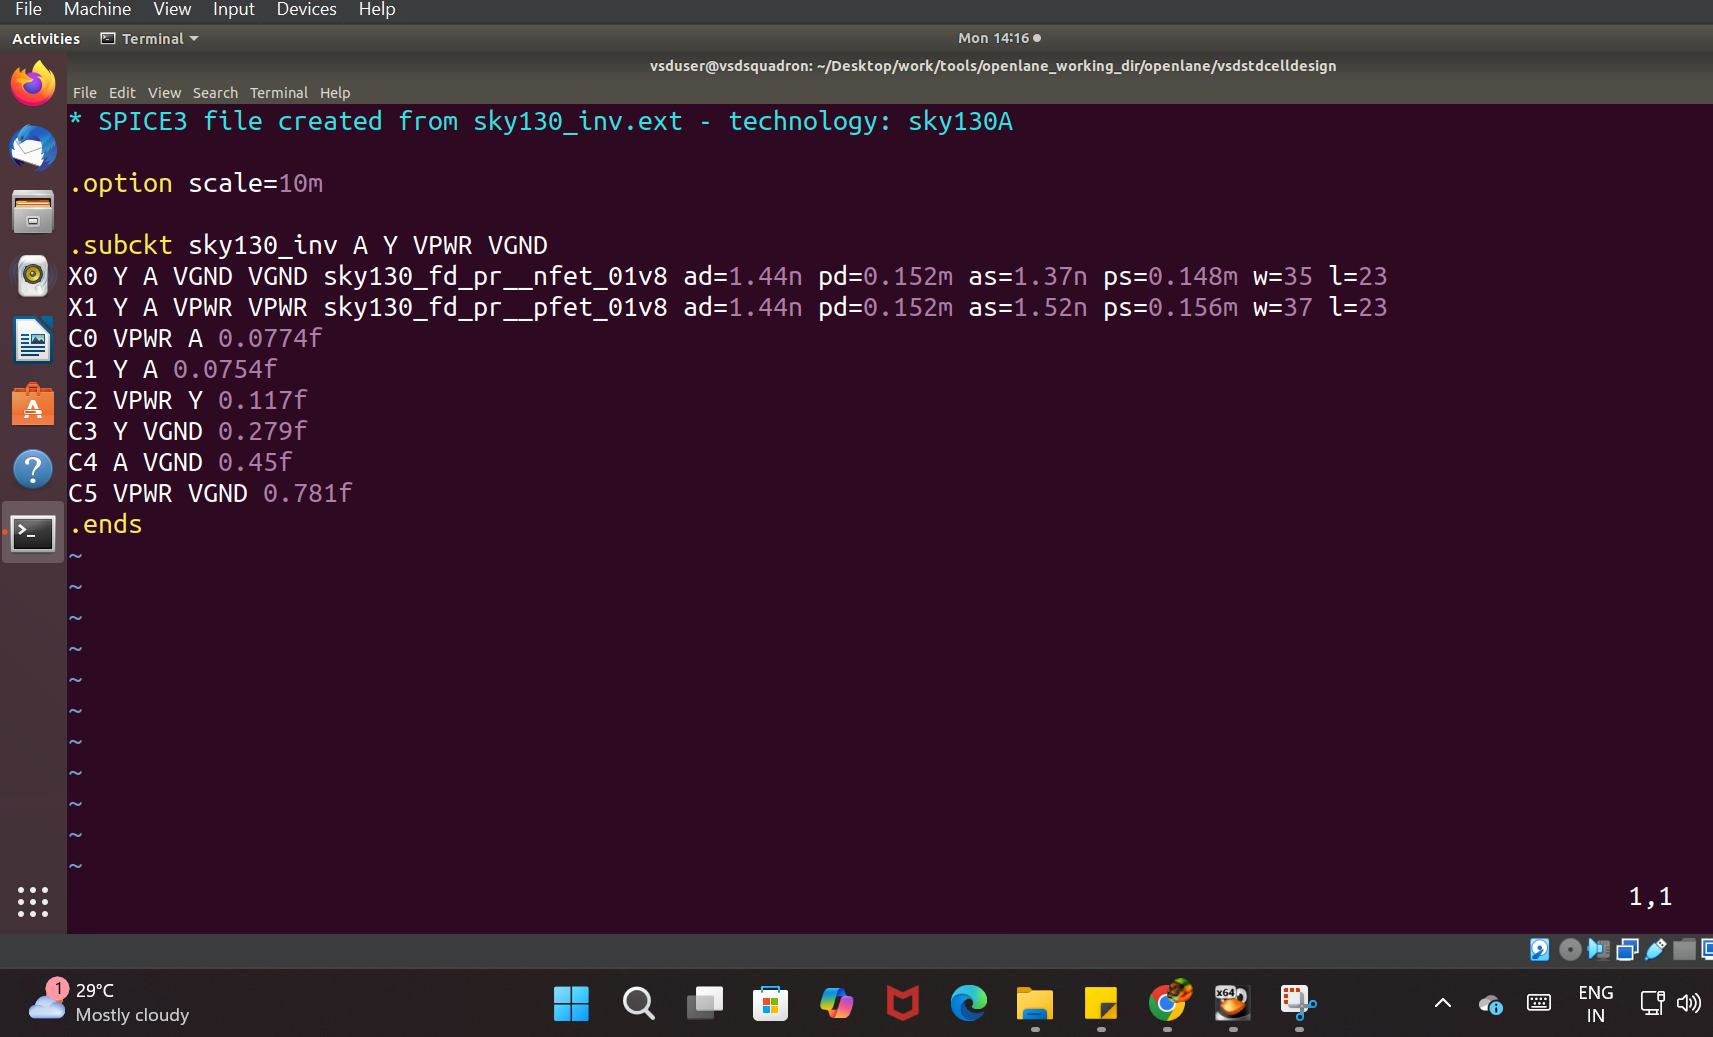 File Machine View Input Devices Help
Activities Terminal Mon 14:16
vsduser@vsdsquadron: ~/Desktop/work/tools/openlane_working_dir/openlane/vsdstdcelldesign
File Edit View Search Terminal Help
* SPICE3 file created from sky130_inv.ext - technology: sky130A
.option scale=10m
.subckt sky130_inv A Y VPWR VGND
X0 Y A VGND VGND sky130_fd_pr__nfet_01v8 ad=1.44n pd=0.152m as=1.37n ps=0.148m w=35 l=23
X1 Y A VPWR VPWR sky130_fd_pr__pfet_01v8 ad=1.44n pd=0.152m as=1.52n ps=0.156m w=37 l=23
C0 VPWR A 0.0774f
C1 Y A 0.0754f
C2 VPWR Y 0.117f
C3 Y VGND 0.279f
C4 A VGND 0.45f
C5 VPWR VGND 0.781f
.ends
~
~
~
~
~
~
~
~
~
~
~
1,1
1 29°C
Mostly cloudy
x64
ENG
IN